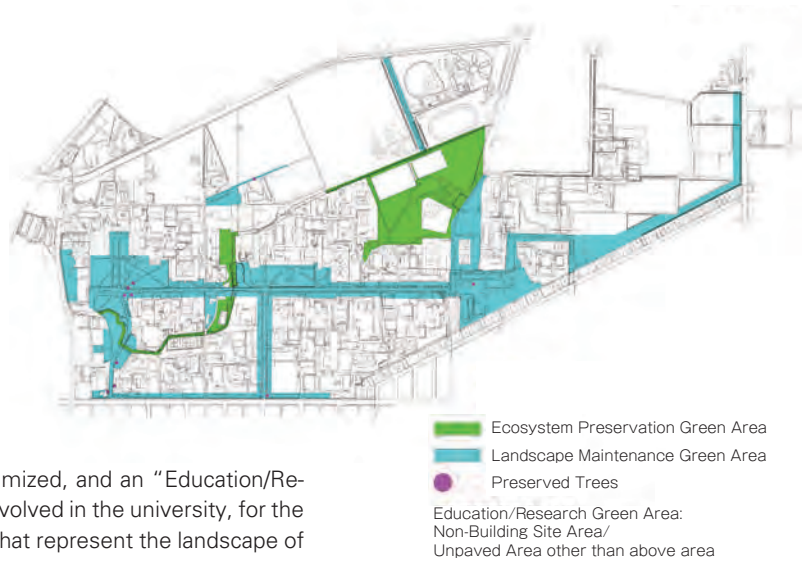 Ecosystem Preservation Green Area
Landscape Maintenance Green Area
Preserved Trees
Education/Research Green Area:
Non-Building Site Area/
Unpaved Area other than above area
mized, and an “Education/Re-
volved in the university, for the
hat represent the landscape of